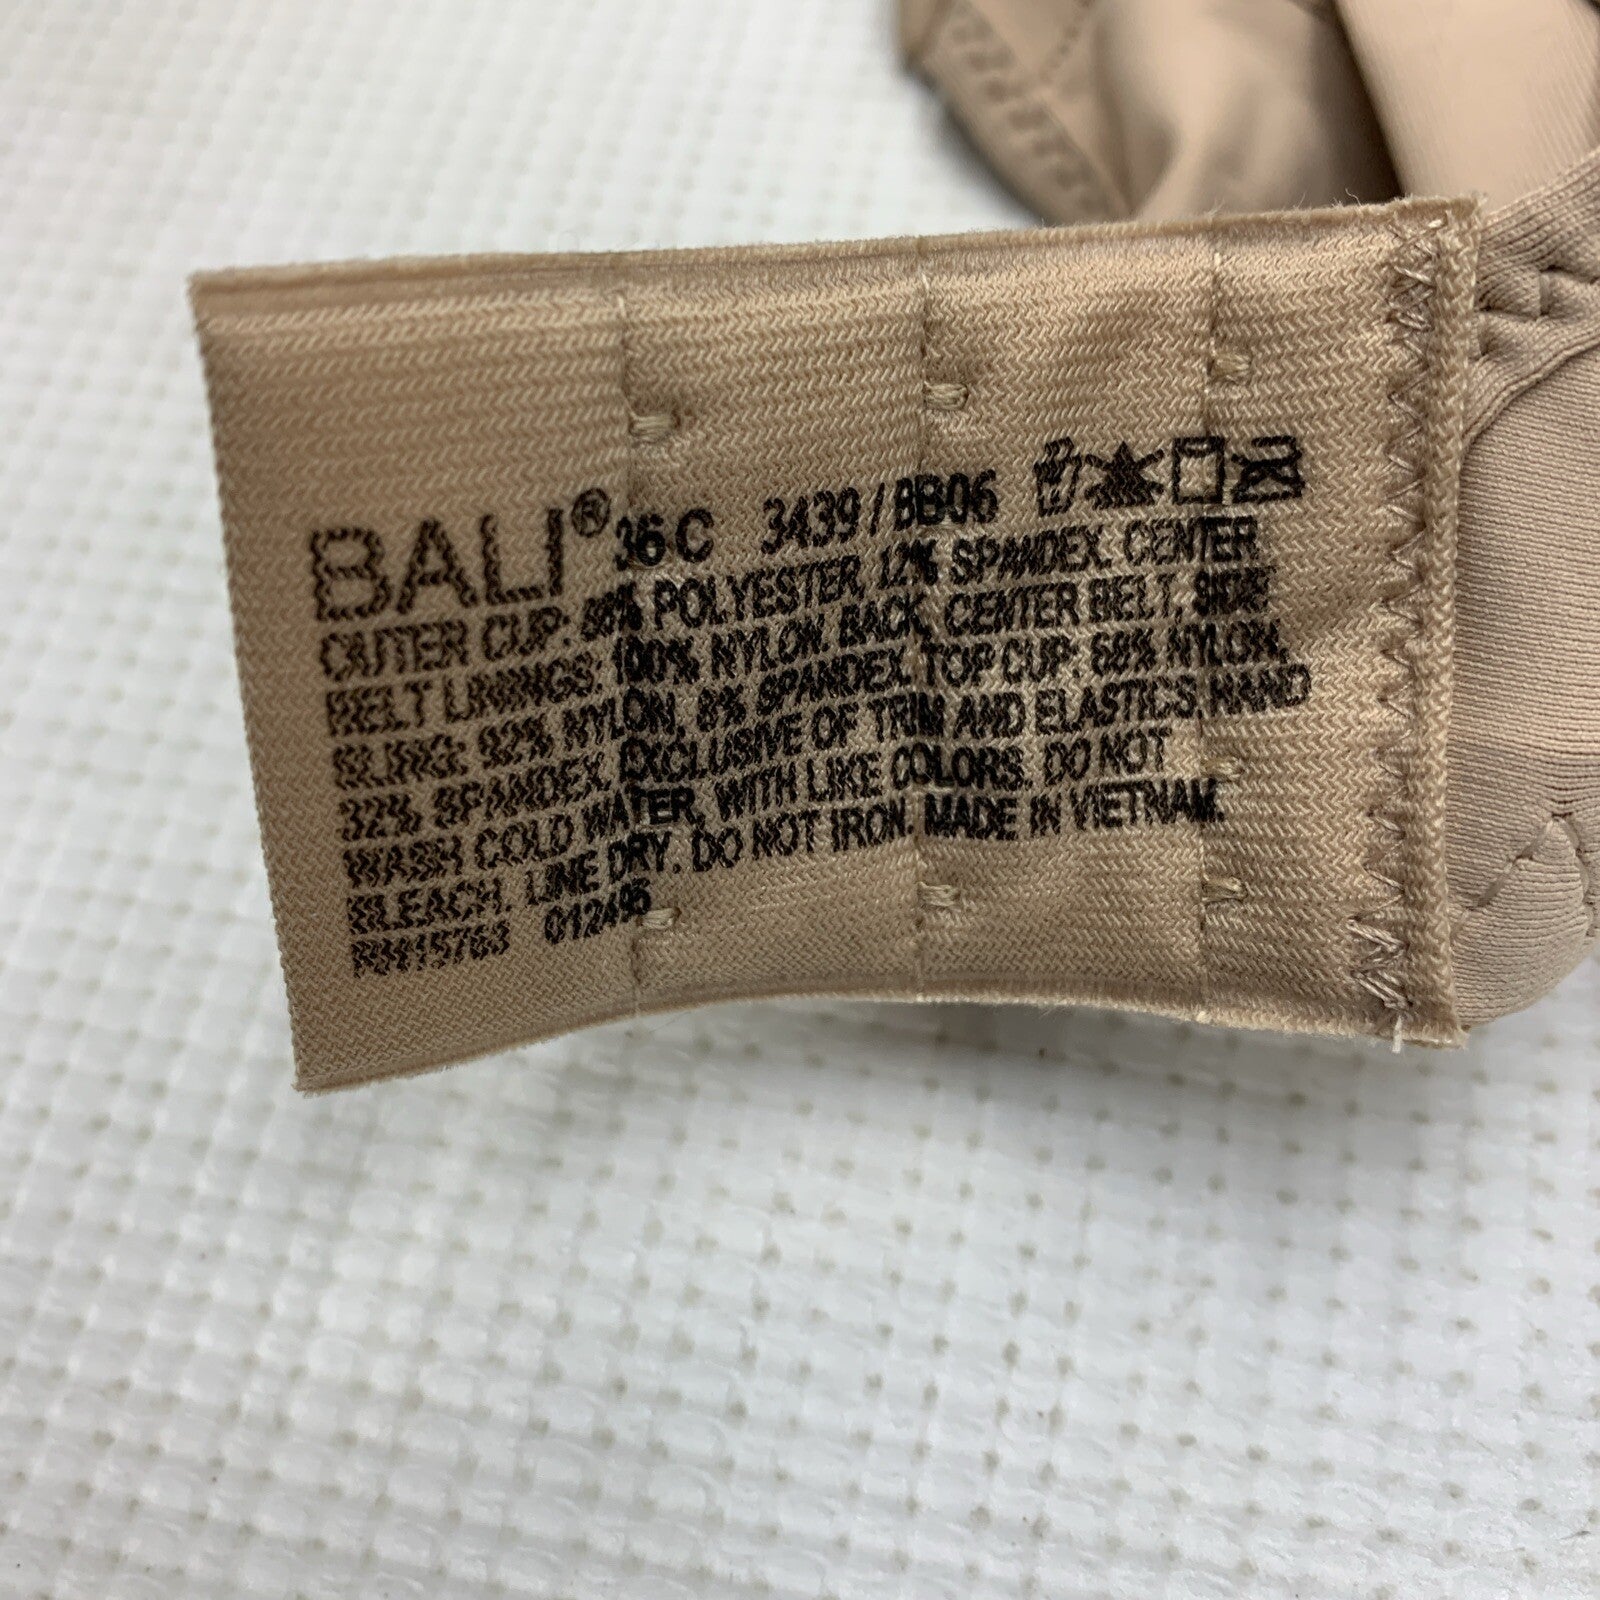 BALI® 36 C 3439 / BB06
OUTER CUP: 88% POLYESTER, 12% SPANDEX. CENTER
BELT LININGS: 100% NYLON. BACK, CENTER BELT, SIDE
SLING: 92% NYLON, 8% SPANDEX. TOP CUP: 68% NYLON,
32% SPANDEX. EXCLUSIVE OF TRIM AND ELASTICS. HAND
WASH COLD WATER, WITH LIKE COLORS. DO NOT
BLEACH. LINE DRY. DO NOT IRON. MADE IN VIETNAM.
RN15763 012495